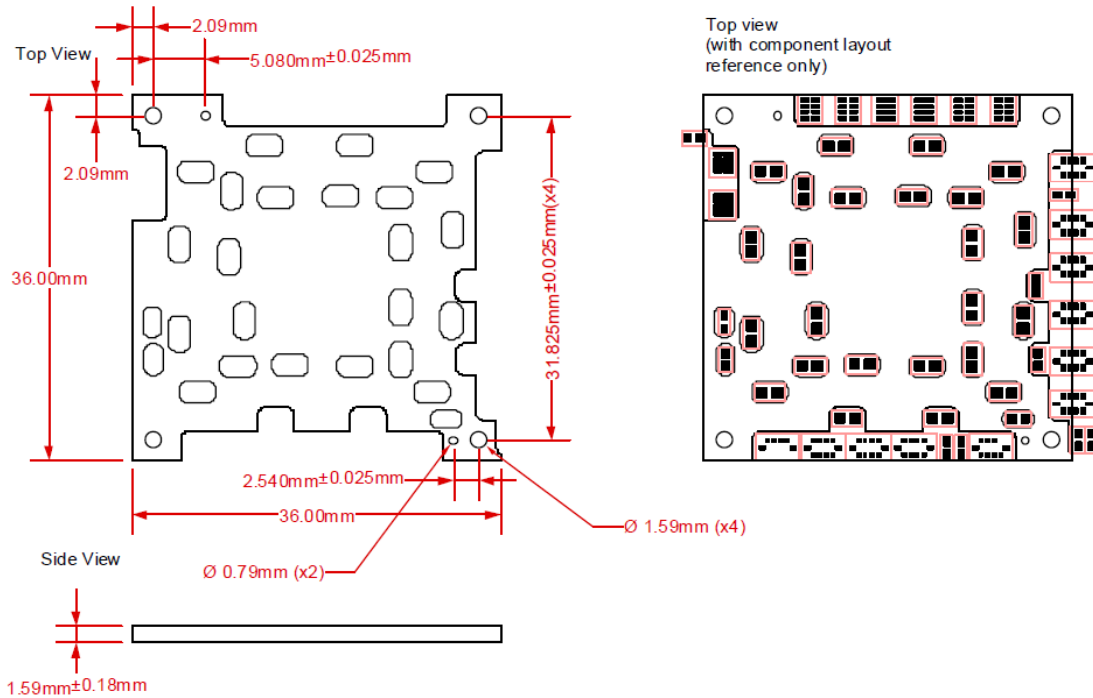 2.09mm
Top View
5.080mm±0.025mm
Top view
(with component layout
reference only)
2.09mm
36.00mm
31.825mm±0.025mm(x4)
2.540mm±0.025mm
36.00mm
Ø 1.59mm (x4)
Side View
Ø 0.79mm (x2)
1.59mm±0.18mm